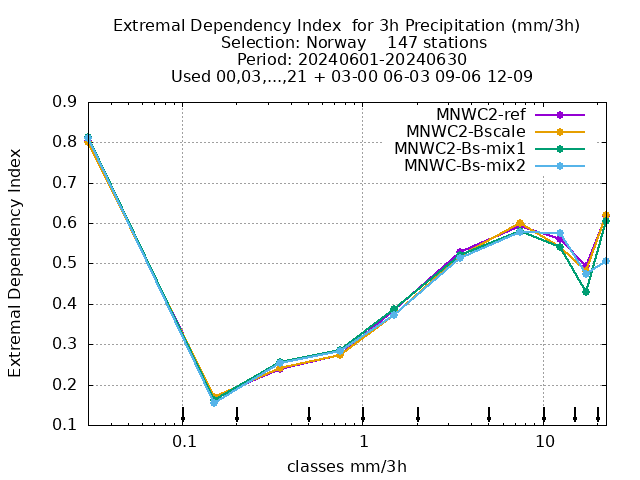 Extremal Dependency Index  for 3h Precipitation (mm/3h)
Selection: Norway    147 stations
Period: 20240601-20240630
Used 00,03,...,21 + 03-00 06-03 09-06 12-09
MNWC2-ref
MNWC2-Bscale
MNWC2-Bs-mix1
MNWC-Bs-mix2
Extremal Dependency Index
0.9
0.8
0.7
0.6
0.5
0.4
0.3
0.2
0.1
0.1 1 10
classes mm/3h